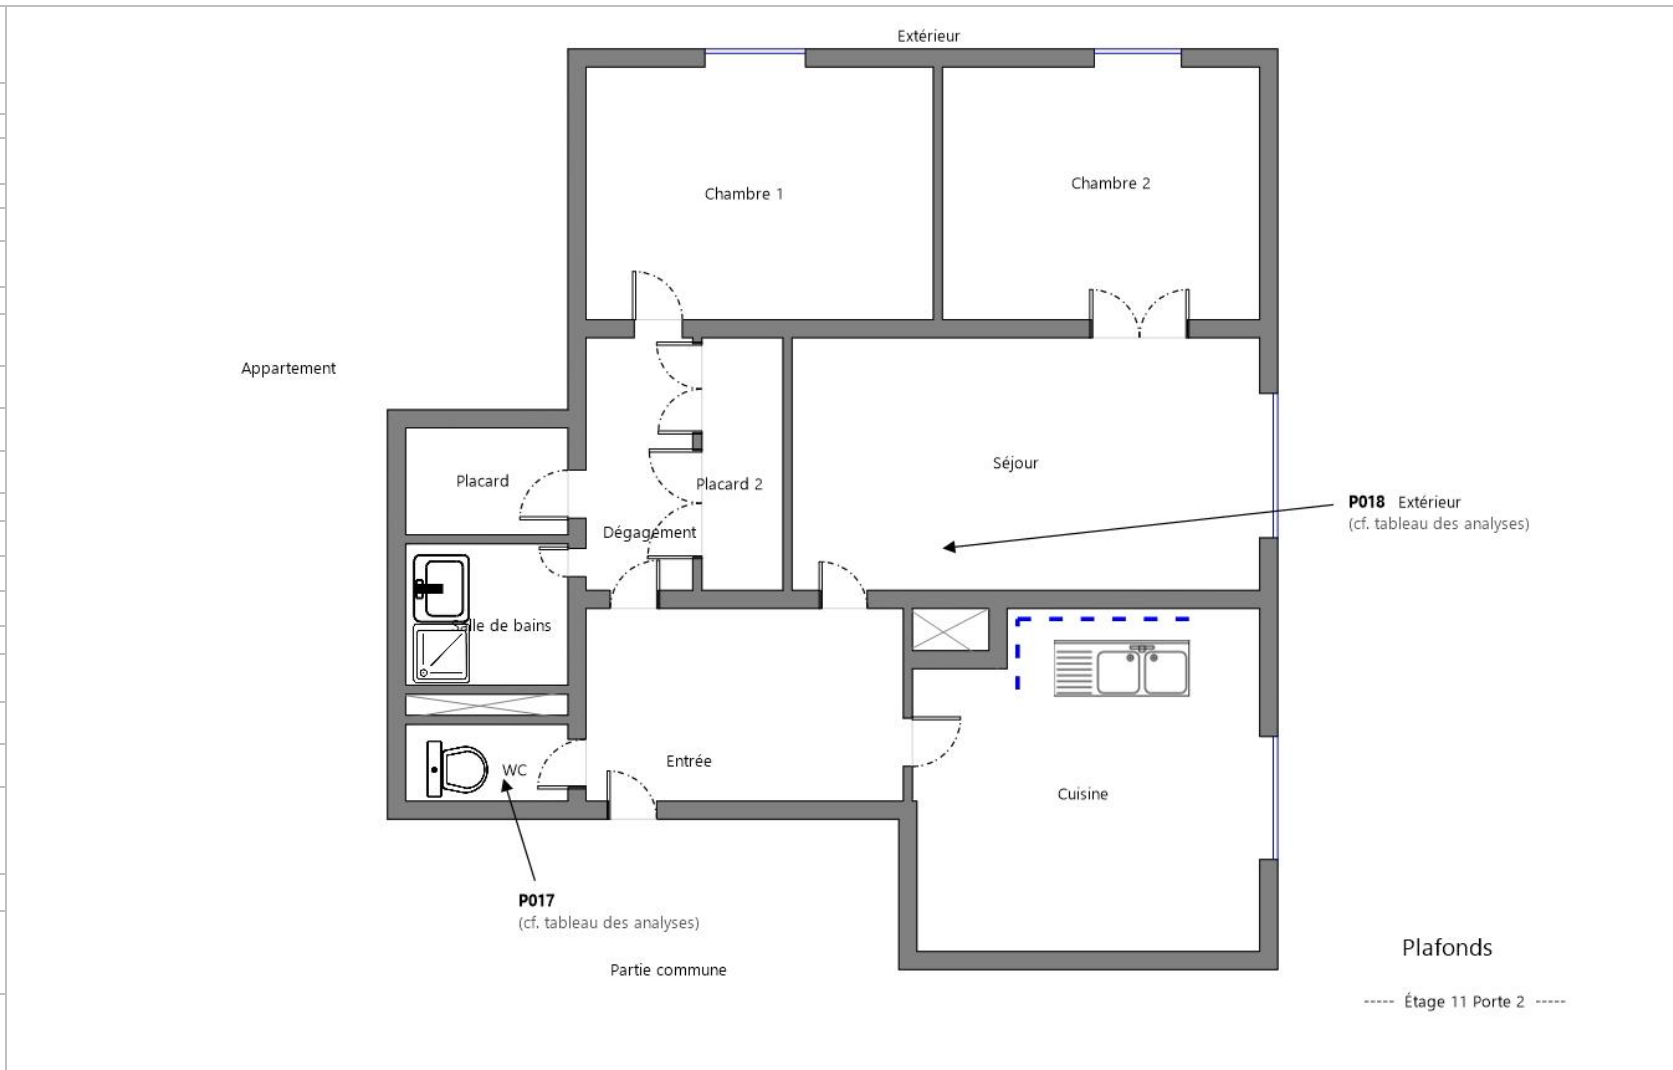 Extérieur
Chambre 1
Chambre 2
Appartement
Séjour
Placard
Placard 2
P018 Extérieur
(cf. tableau des analyses)
Dégagement
Salle de bains
Entrée
WC
Cuisine
P017
(cf. tableau des analyses)
Partie commune
Plafonds
----- Étage 11 Porte 2 -----